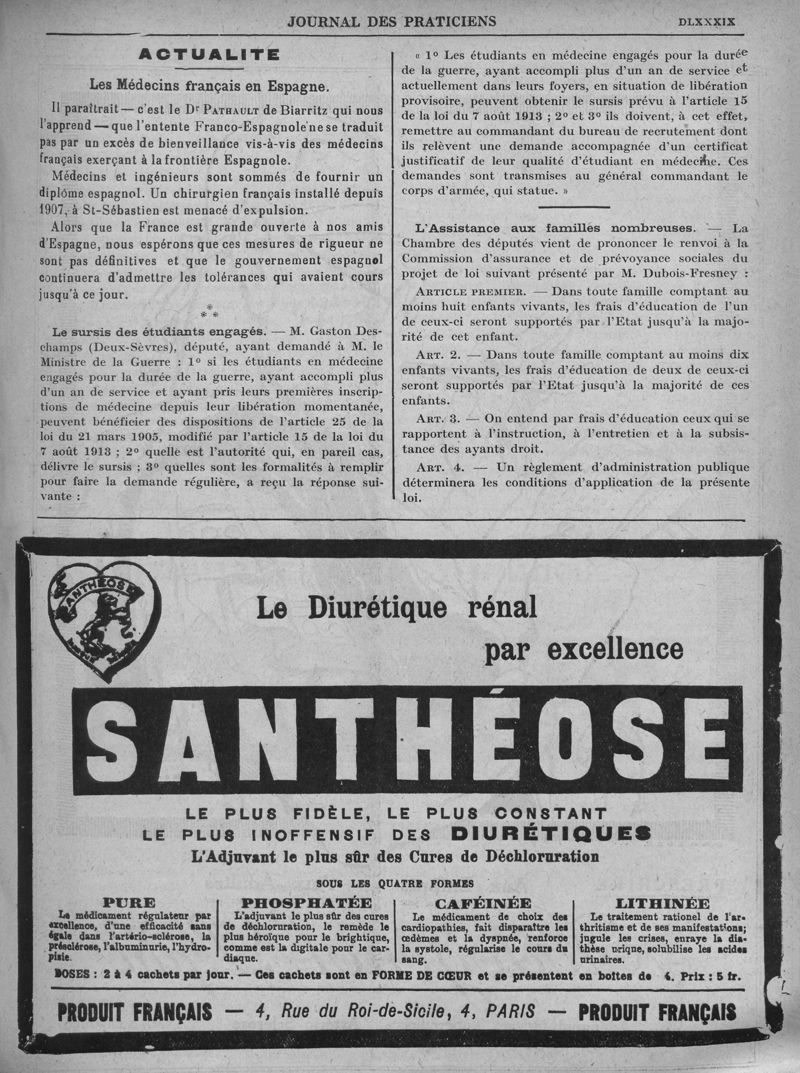 JOURNAL DES PRATICIENS
DLXXXIX
ACTUALITE
Les Médecins français en Espagne.
Il paraîtrait — c'est le Dr PATHAULT de Biarritz qui nous
l'apprend — que l'entente Franco-Espagnole ne se traduit
pas par un excès de bienveillance vis-à-vis des médecins
français exerçant à la frontière Espagnole.
Médecins et ingénieurs sont sommés de fournir un
diplôme espagnol. Un chirurgien français installé depuis
1907, à St-Sébastien est menacé d'expulsion.
Alors que la France est grande ouverte à nos amis
d'Espagne, nous espérons que ces mesures de rigueur ne
sont pas définitives et que le gouvernement espagnol
continuera d'admettre les tolérances qui avaient cours
jusqu'à ce jour.
*
* *
Le sursis des étudiants engagés. — M. Gaston Des-
champs (Deux-Sèvres), député, ayant demandé à M. le
Ministre de la Guerre : 1° si les étudiants en médecine
engagés pour la durée de la guerre, ayant accompli plus
d'un an de service et ayant pris leurs premières inscrip-
tions de médecine depuis leur libération momentanée,
peuvent bénéficier des dispositions de l'article 25 de la
loi du 21 mars 1905, modifié par l'article 15 de la loi du
7 août 1913 ; 2° quelle est l'autorité qui, en pareil cas,
délivre le sursis ; 3° quelles sont les formalités à remplir
pour faire la demande régulière, a reçu la réponse sui-
vante :
« 1° Les étudiants en médecine engagés pour la durée
de la guerre, ayant accompli plus d'un an de service et
actuellement dans leurs foyers, en situation de libération
provisoire, peuvent obtenir le sursis prévu à l'article 15
de la loi du 7 août 1913 ; 2° et 3° ils doivent, à cet effet,
remettre au commandant du bureau de recrutement dont
ils relèvent une demande accompagnée d'un certificat
justificatif de leur qualité d'étudiant en médecine. Ces
demandes sont transmises au général commandant le
corps d'armée, qui statue. »
L'Assistance aux familles nombreuses. — La
Chambre des députés vient de prononcer le renvoi à la
Commission d'assurance et de prévoyance sociales du
projet de loi suivant présenté par M. Dubois-Fresney :
ARTICLE PREMIER. — Dans toute famille comptant au
moins huit enfants vivants, les frais d'éducation de l'un
de ceux-ci seront supportés par l'Etat jusqu'à la majo-
rité de cet enfant.
ART. 2. — Dans toute famille comptant au moins dix
enfants vivants, les frais d'éducation de deux de ceux-ci
seront supportés par l'Etat jusqu'à la majorité de ces
enfants.
ART. 3. — On entend par frais d'éducation ceux qui se
rapportent à l'instruction, à l'entretien et à la subsis-
tance des ayants droit.
ART. 4. — Un règlement d'administration publique
déterminera les conditions d'application de la présente
loi.
SANTHÉOSE
Le Diurétique rénal
par excellence
SANTHÉOSE
LE PLUS FIDÈLE, LE PLUS CONSTANT
LE PLUS INOFFENSIF DES DIURÉTIQUES
L'Adjuvant le plus sûr des Cures de Déchloruration
SOUS LES QUATRE FORMES
PURE
Le médicament régulateur par
excellence, d'une efficacité sans
égale dans l'artério-sclérose, la
présclérose, l'albuminurie, l'hydro-
pisie.
PHOSPHATÉE
L'adjuvant le plus sûr des cures
de déchloruration, le remède le
plus héroïque pour le brightique,
comme est la digitale pour le car-
diaque.
CAFÉINÉE
Le médicament de choix des
cardiopathies, fait disparaître les
œdèmes et la dyspnée, renforce
la systole, régularise le cours du
sang.
LITHINÉE
Le traitement rationel de l'ar-
thritisme et de ses manifestations;
jugule les crises, enraye la dia-
thèse urique, solubilise les acides
urinaires.
DOSES : 2 à 4 cachets par jour. — Ces cachets sont en FORME DE CŒUR et se présentent en boîtes de 4. Prix : 5 fr.
PRODUIT FRANÇAIS — 4, Rue du Roi-de-Sicile, 4, PARIS — PRODUIT FRANÇAIS